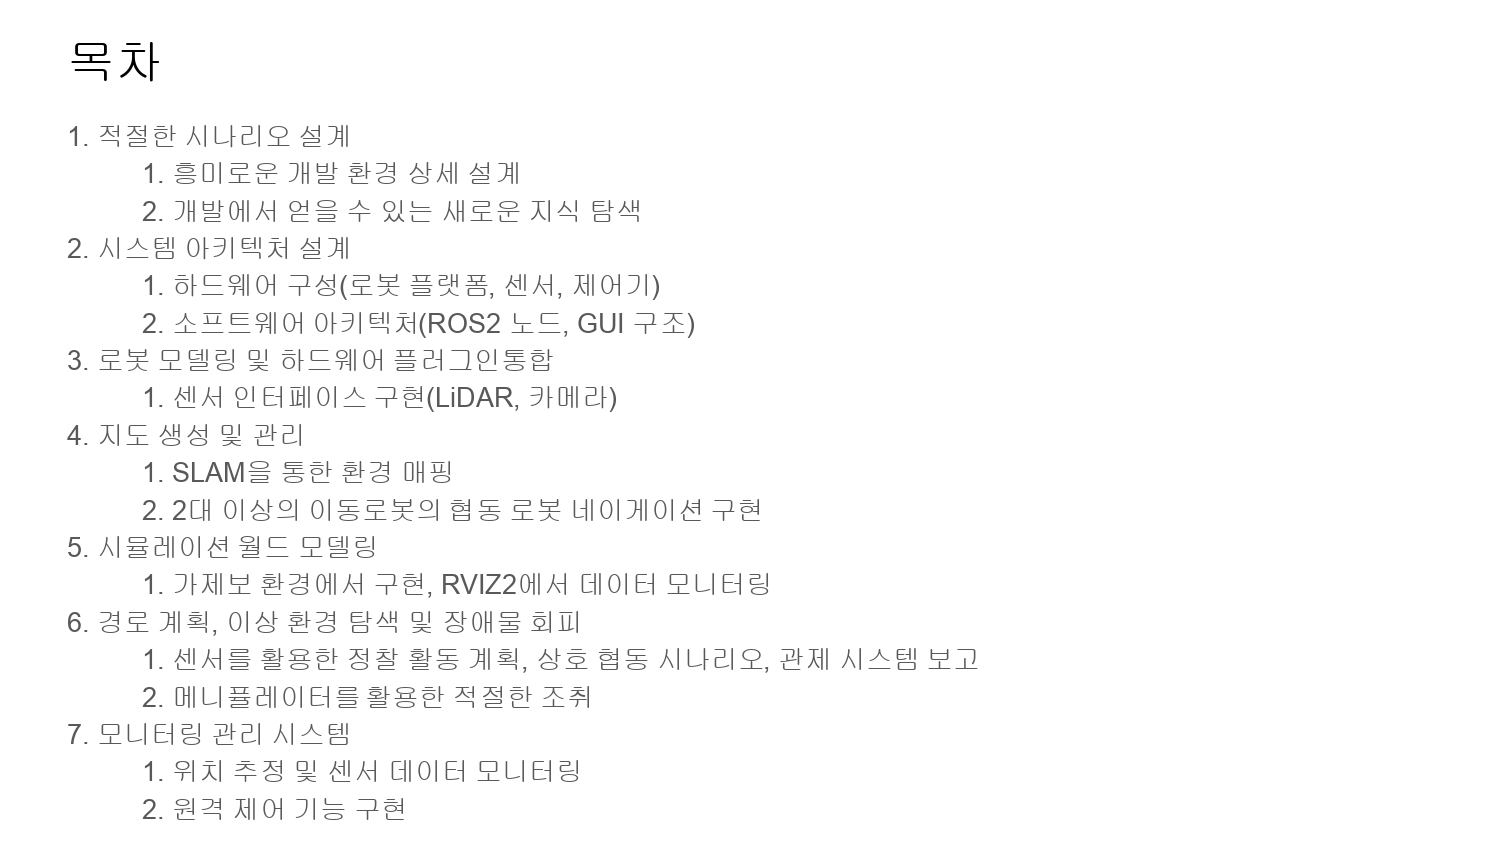 목차
1. 적절한 시나리오 설계
1. 흥미로운 개발 환경 상세 설계
2. 개발에서 얻을 수 있는 새로운 지식 탐색
2. 시스템 아키텍처 설계
1. 하드웨어 구성(로봇 플랫폼, 센서, 제어기)
2. 소프트웨어 아키텍처(ROS2 노드, GUI 구조)
3. 로봇 모델링 및 하드웨어 플러그인통합
1. 센서 인터페이스 구현(LiDAR, 카메라)
4. 지도 생성 및 관리
1. SLAM을 통한 환경 매핑
2. 2대 이상의 이동로봇의 협동 로봇 네이게이션 구현
5. 시뮬레이션 월드 모델링
1. 가제보 환경에서 구현, RVIZ2에서 데이터 모니터링
6. 경로 계획, 이상 환경 탐색 및 장애물 회피
1. 센서를 활용한 정찰 활동 계획, 상호 협동 시나리오, 관제 시스템 보고
2. 메니퓰레이터를 활용한 적절한 조취
7. 모니터링 관리 시스템
1. 위치 추정 및 센서 데이터 모니터링
2. 원격 제어 기능 구현